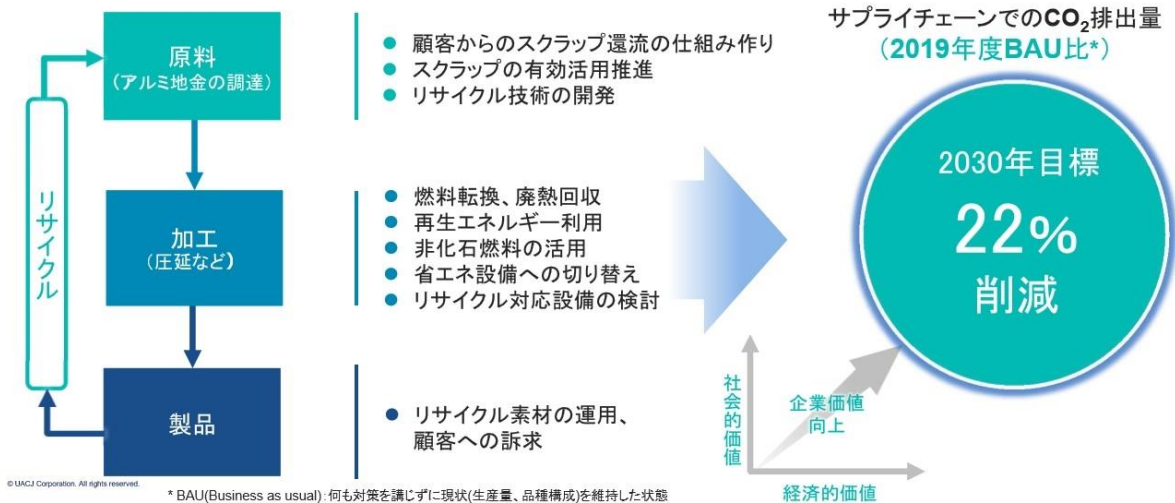 原料
（アルミ地金の調達）
● 顧客からのスクラップ還流の仕組み作り
● スクラップの有効活用推進
● リサイクル技術の開発
リサイクル
加工
（圧延など）
● 燃料転換、廃熱回収
● 再生エネルギー利用
● 非化石燃料の活用
● 省エネ設備への切り替え
● リサイクル対応設備の検討
製品
● リサイクル素材の運用、
顧客への訴求
サプライチェーンでのCO₂排出量
（2019年度BAU比*）
2030年目標
22%
削減
社会的価値
企業価値
向上
経済的価値
© UACJ Corporation. All rights reserved.
* BAU(Business as usual)：何も対策を講じずに現状(生産量、品種構成)を維持した状態